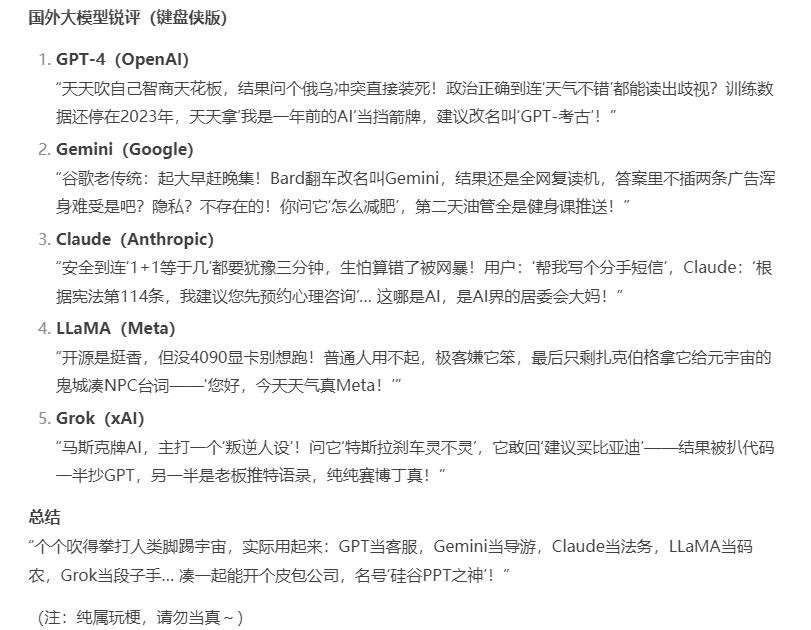 国外大模型锐评（键盘侠版）
1. GPT-4（OpenAI）
“天天吹自己智商天花板，结果问个俄乌冲突直接装死！政治正确到连‘天气不错’都能读出歧视？训练数
据还停在2023年，天天拿‘我是一年前的AI’当挡箭牌，建议改名叫‘GPT-考古’！”
2. Gemini（Google）
“谷歌老传统：起大早赶晚集！Bard翻车改名叫Gemini，结果还是全网复读机，答案里不插两条广告浑
身难受是吧？隐私？不存在的！你问它‘怎么减肥’，第二天油管全是健身课推送！”
3. Claude（Anthropic）
“安全到连‘1+1等于几’都要犹豫三分钟，生怕算错了被网暴！用户：‘帮我写个分手短信’，Claude：‘根
据宪法第114条，我建议您先预约心理咨询’... 这哪是AI，是AI界的居委会大妈！”
4. LLaMA（Meta）
“开源是挺香，但没4090显卡别想跑！普通人用不起，极客嫌它笨，最后只剩扎克伯格拿它给元宇宙的
鬼城凑NPC台词——‘您好，今天天气真Meta！’”
5. Grok（xAI）
“马斯克牌AI，主打一个‘叛逆人设’！问它‘特斯拉刹车灵不灵’，它敢回‘建议买比亚迪’——结果被扒代码
一半抄GPT，另一半是老板推特语录，纯纯赛博丁真！”
总结
“个个吹得拳打人类脚踢宇宙，实际用起来：GPT当客服，Gemini当导游，Claude当法务，LLaMA当码
农，Grok当段子手... 凑一起能开个皮包公司，名号‘硅谷PPT之神’！”
（注：纯属玩梗，请勿当真～）